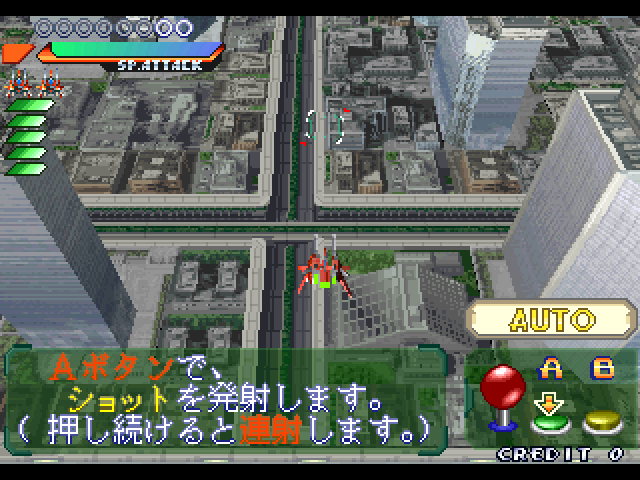 SP.ATTACK
AUTO
Aボタンで、
ショットを発射します。
( 押し続けると連射します。)
A B
CREDIT 0